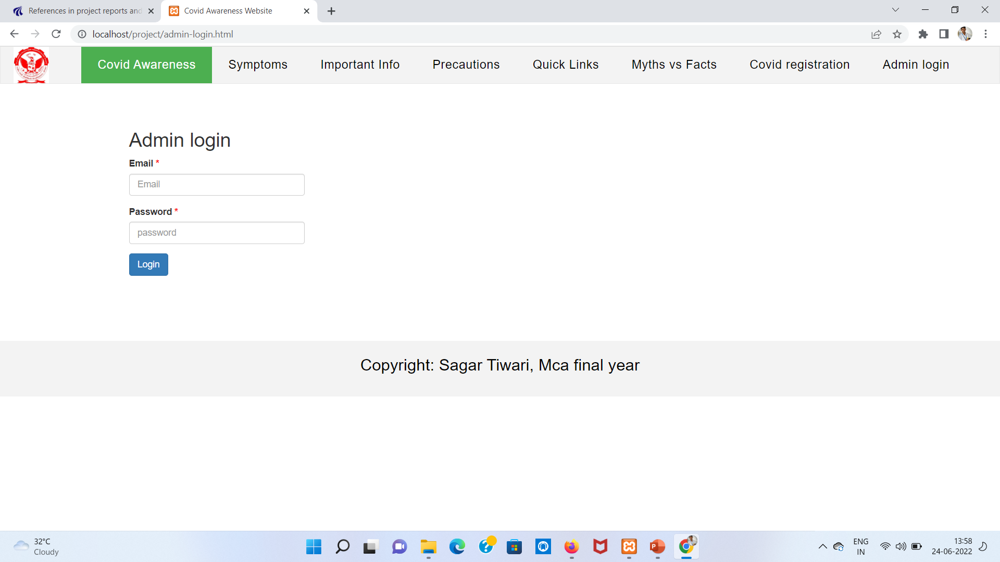 References in project reports and
Covid Awareness Website
localhost/project/admin-login.html
Covid Awareness
Symptoms
Important Info
Precautions
Quick Links
Myths vs Facts
Covid registration
Admin login
Admin login
Email *
Email
Password *
password
Login
Copyright: Sagar Tiwari, Mca final year
32°C
Cloudy
ENG
IN
13:58
24-06-2022